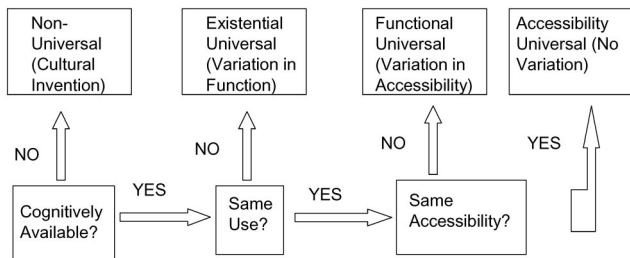 Non-
Universal
(Cultural
Invention)
Existential
Universal
(Variation in
Function)
Functional
Universal
(Variation in
Accessibility)
Accessibility
Universal (No
Variation)
NO
NO
NO
YES
YES
YES
Cognitively
Available?
Same
Use?
Same
Accessibility?